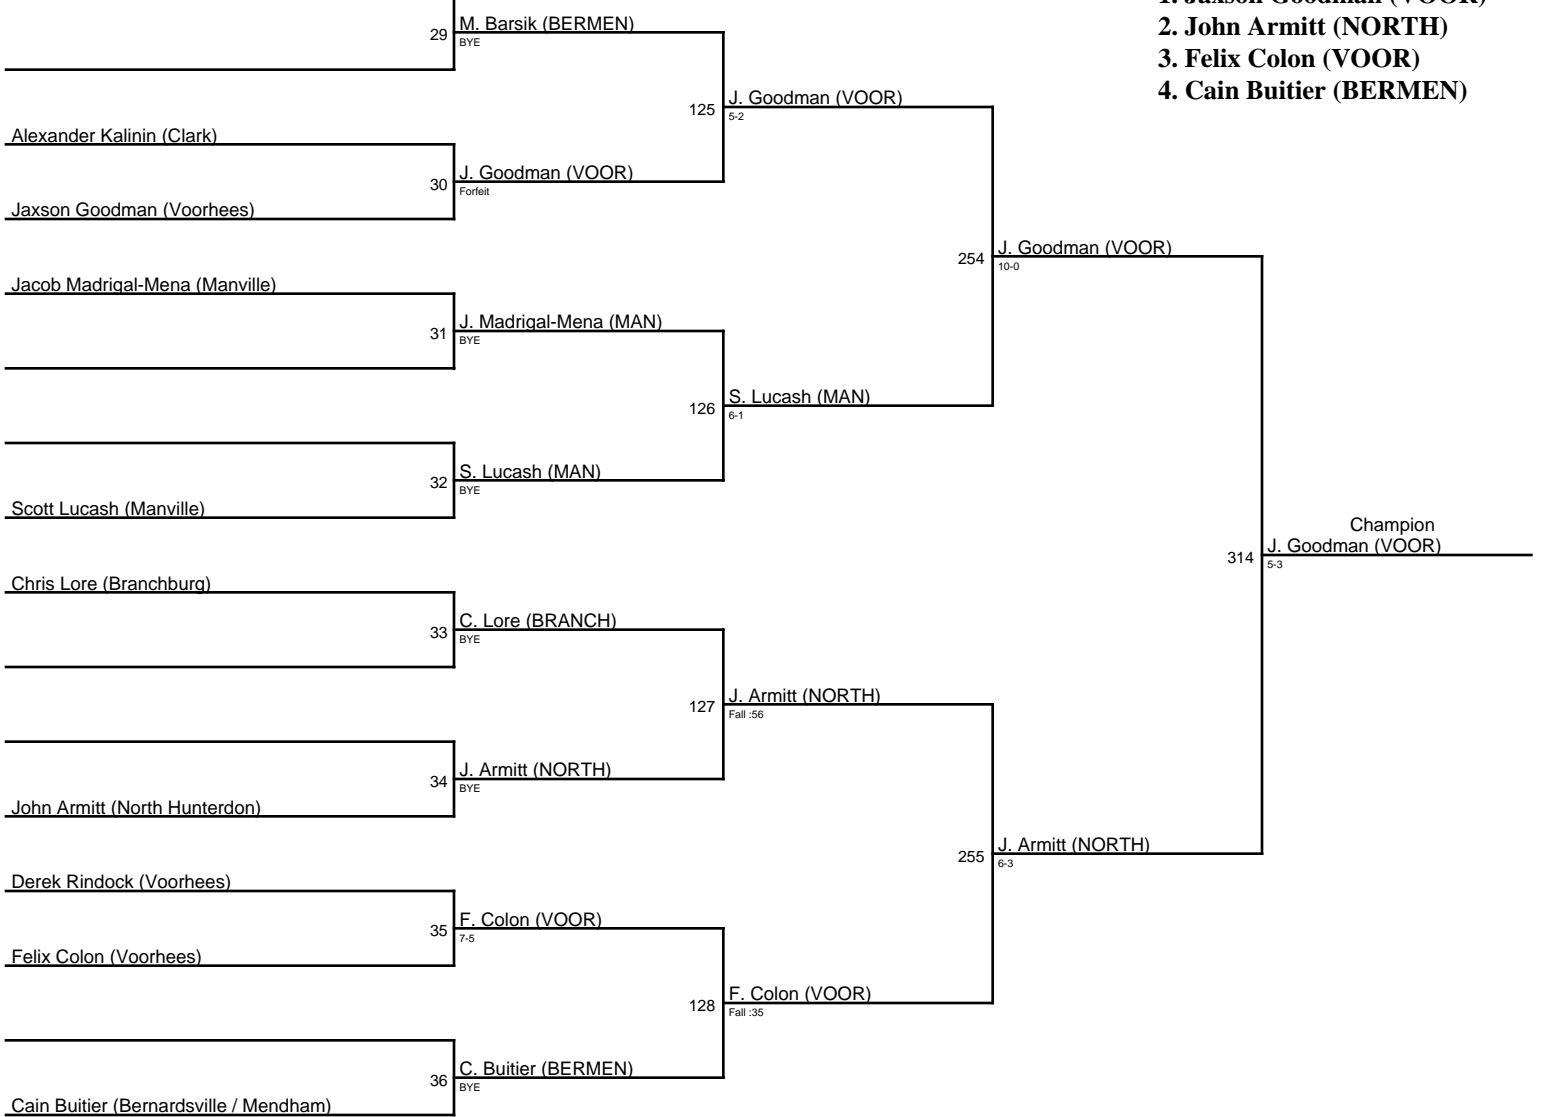 1. Jaxson Goodman (VOOR)
2. John Armitt (NORTH)
3. Felix Colon (VOOR)
4. Cain Buitier (BERMEN)
29 M. Barsik (BERMEN)
BYE
125 J. Goodman (VOOR)
5-2
Alexander Kalinin (Clark)
30 J. Goodman (VOOR)
Forfeit
Jaxson Goodman (Voorhees)
254 J. Goodman (VOOR)
10-0
Jacob Madrigal-Mena (Manville)
31 J. Madrigal-Mena (MAN)
BYE
126 S. Lucash (MAN)
6-1
32 S. Lucash (MAN)
BYE
Scott Lucash (Manville)
Champion
314 J. Goodman (VOOR)
5-3
Chris Lore (Branchburg)
33 C. Lore (BRANCH)
BYE
127 J. Armitt (NORTH)
Fall :56
34 J. Armitt (NORTH)
BYE
John Armitt (North Hunterdon)
255 J. Armitt (NORTH)
6-3
Derek Rindock (Voorhees)
35 F. Colon (VOOR)
7-5
Felix Colon (Voorhees)
128 F. Colon (VOOR)
Fall :35
36 C. Buitier (BERMEN)
BYE
Cain Buitier (Bernardsville / Mendham)